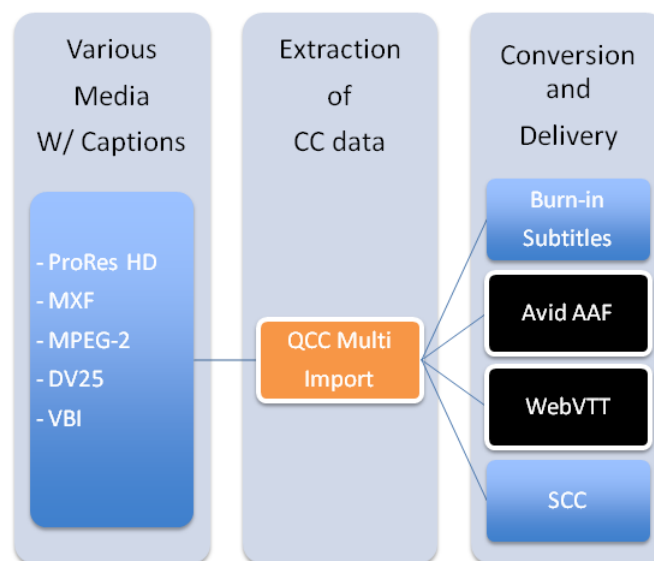 Various
Media
W/ Captions
- ProRes HD
- MXF
- MPEG-2
- DV25
- VBI
Extraction
of
CC data
QCC Multi
Import
Conversion
and
Delivery
Burn-in
Subtitles
Avid AAF
WebVTT
SCC